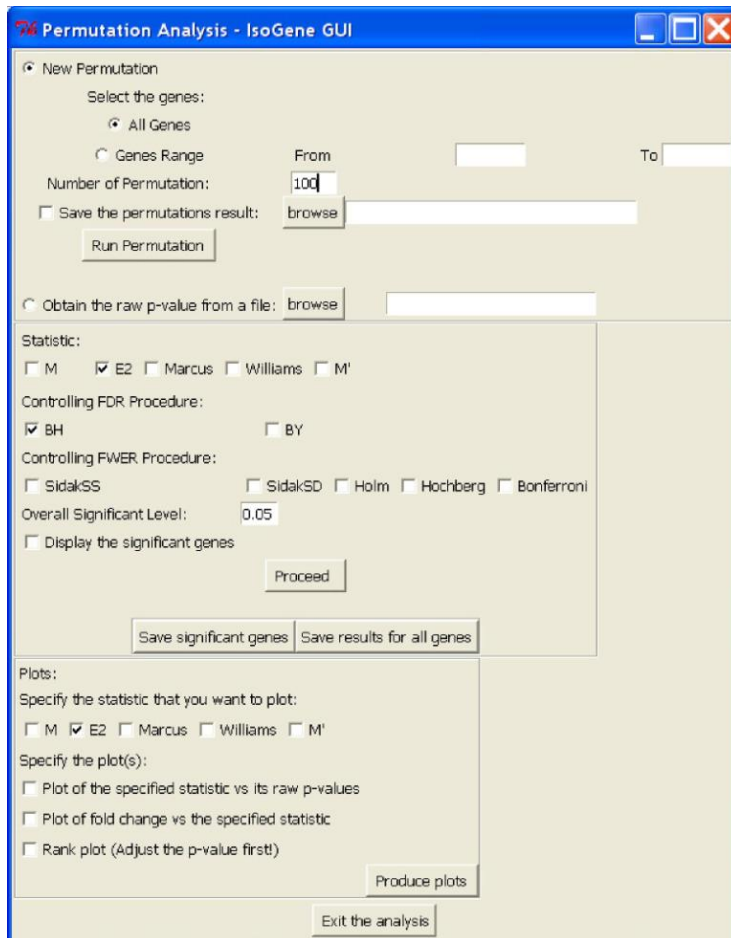 Permutation Analysis - IsoGene GUI
New Permutation
Select the genes:
All Genes
Genes Range From To
Number of Permutation: 100
Save the permutations result: browse
Run Permutation
Obtain the raw p-value from a file: browse
Statistic:
M E2 Marcus Williams M'
Controlling FDR Procedure:
BH BY
Controlling FWER Procedure:
SidakSS SidakSD Holm Hochberg Bonferroni
Overall Significant Level: 0.05
Display the significant genes
Proceed
Save significant genes Save results for all genes
Plots:
Specify the statistic that you want to plot:
M E2 Marcus Williams M'
Specify the plot(s):
Plot of the specified statistic vs its raw p-values
Plot of fold change vs the specified statistic
Rank plot (Adjust the p-value first!)
Produce plots
Exit the analysis